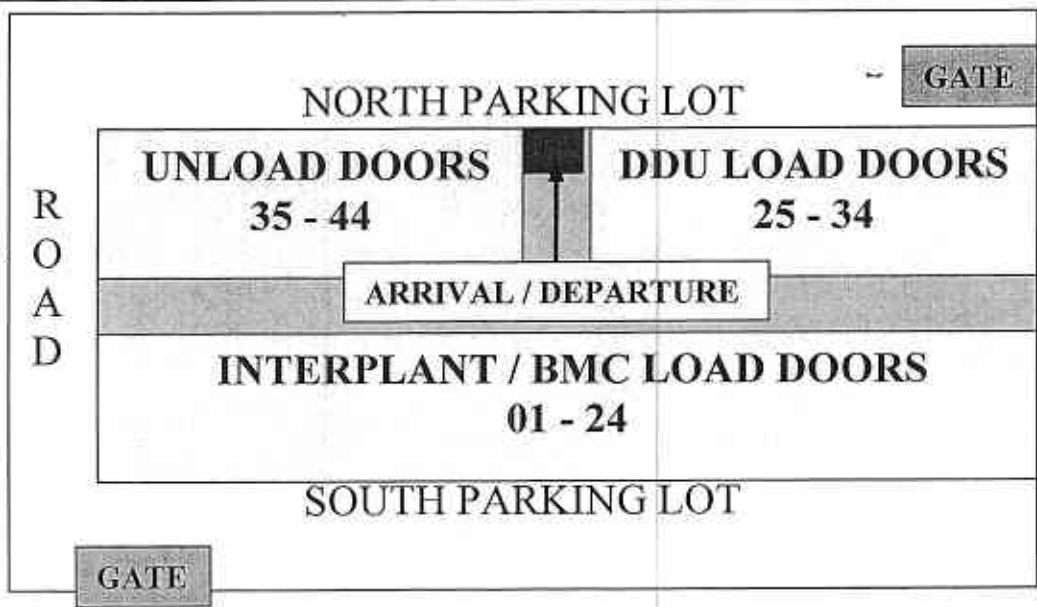 GATE
NORTH PARKING LOT
UNLOAD DOORS
35 - 44
DDU LOAD DOORS
25 - 34
ROAD
ARRIVAL / DEPARTURE
INTERPLANT / BMC LOAD DOORS
01 - 24
SOUTH PARKING LOT
GATE